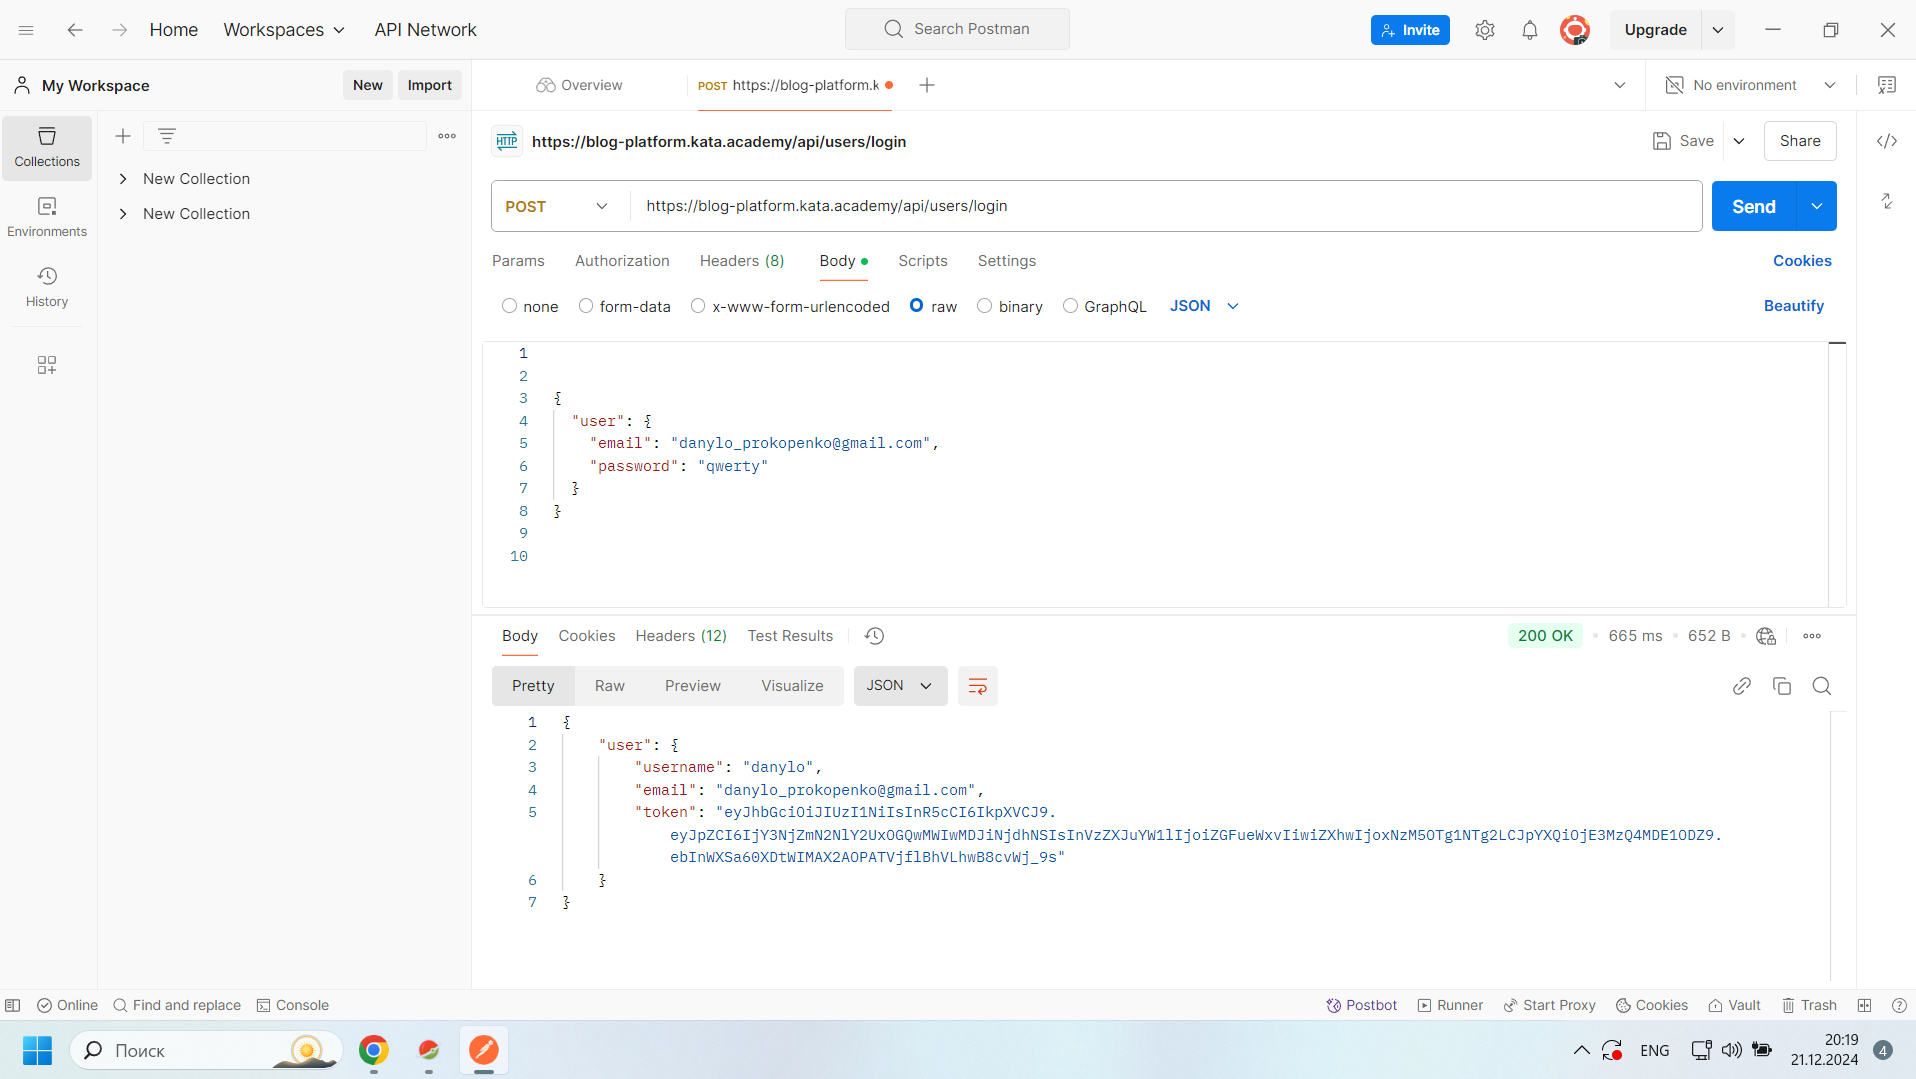 Home
Workspaces
API Network
Search Postman
Invite
Upgrade
My Workspace
New
Import
Overview
POST https://blog-platform.k
No environment
Collections
New Collection
New Collection
Environments
History
HTTP
https://blog-platform.kata.academy/api/users/login
Save
Share
POST
https://blog-platform.kata.academy/api/users/login
Send
Params
Authorization
Headers (8)
Body
Scripts
Settings
Cookies
none
form-data
x-www-form-urlencoded
raw
binary
GraphQL
JSON
Beautify
1
2
3 {
4 "user": {
5 "email": "danylo_prokopenko@gmail.com",
6 "password": "qwerty"
7 }
8 }
9
10
Body
Cookies
Headers (12)
Test Results
200 OK
665 ms
652 B
Pretty
Raw
Preview
Visualize
JSON
1 {
2 "user": {
3 "username": "danylo",
4 "email": "danylo_prokopenko@gmail.com",
5 "token": "eyJhbGciOiJIUzI1NiIsInR5cCI6IkpXVCJ9.
eyJpZCI6IjY3NjZmN2NlY2UxOGQwMWIwMDJiNjdhNSIsInVzZXJuYW1lIjoiZGFueWxvIiwiZXhwIjoxNzM5OTg1NTg2LCJpYXQiOjE3MzQ4MDE1ODZ9.
ebInWXSa60XDtWIMAX2AOPATVjflBhVLhwB8cvWj_9s"
6 }
7 }
Online
Find and replace
Console
Postbot
Runner
Start Proxy
Cookies
Vault
Trash
Поиск
ENG
20:19
21.12.2024
4